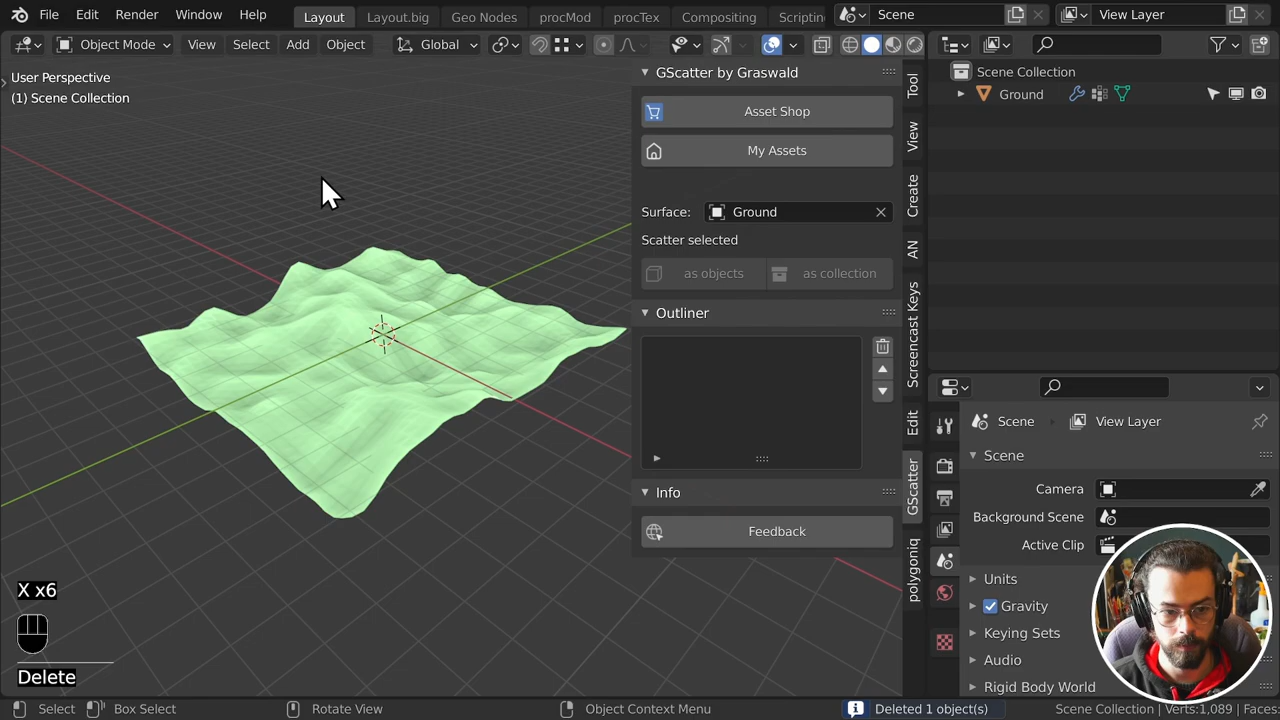 File Edit Render Window Help Layout Layout.big Geo Nodes procMod procTex Compositing Scripting Scene View Layer
Object Mode View Select Add Object Global
User Perspective
(1) Scene Collection
GScatter by Graswald
Asset Shop
My Assets
Surface: Ground
Scatter selected
as objects as collection
Outliner
Info
Feedback
Tool
View
Create
AN
Screencast Keys
Edit
GScatter
polygoniq
Scene Collection
Ground
Scene View Layer
Scene
Camera
Background Scene
Active Clip
Units
Gravity
Keying Sets
Audio
Rigid Body World
X x6
Delete
Select Box Select Rotate View Object Context Menu Deleted 1 object(s) Scene Collection | Verts:1,089 | Faces: